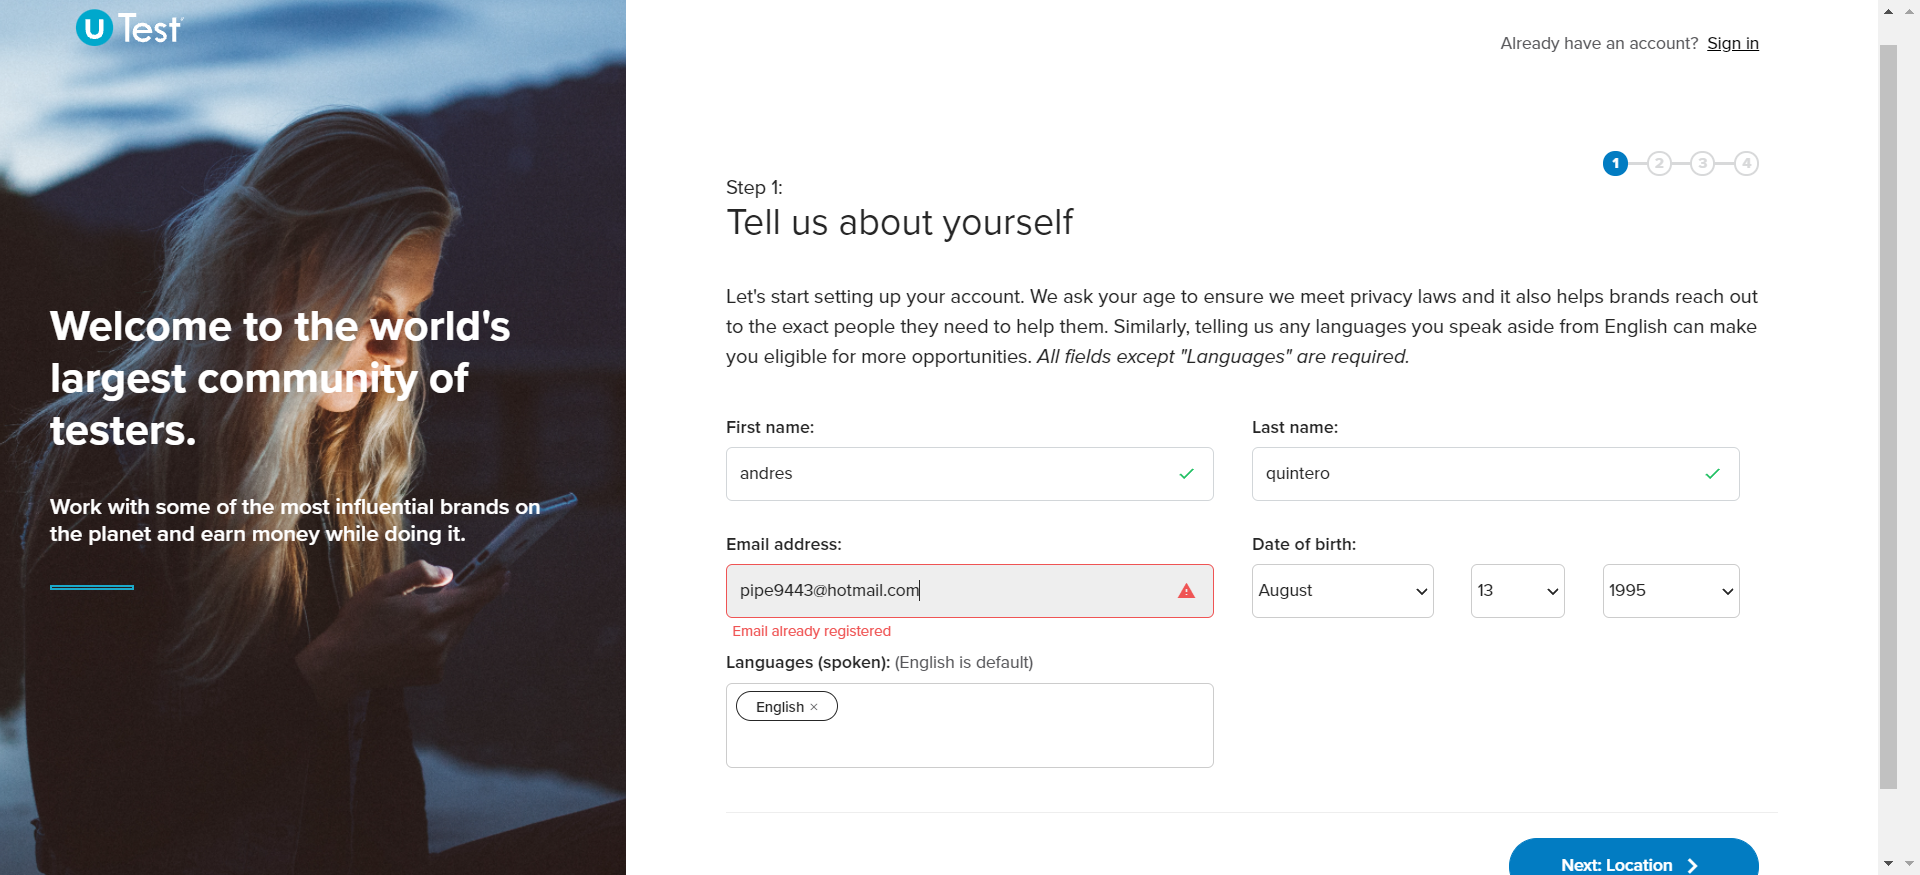 U Test
Already have an account? Sign in
1 2 3 4
Step 1:
Tell us about yourself
Let's start setting up your account. We ask your age to ensure we meet privacy laws and it also helps brands reach out
to the exact people they need to help them. Similarly, telling us any languages you speak aside from English can make
you eligible for more opportunities. All fields except "Languages" are required.
Welcome to the world's
largest community of
testers.
Work with some of the most influential brands on
the planet and earn money while doing it.
First name:
Last name:
andres
quintero
Email address:
Date of birth:
pipe9443@hotmail.com
August
13
1995
Email already registered
Languages (spoken): (English is default)
English ×
Next: Location